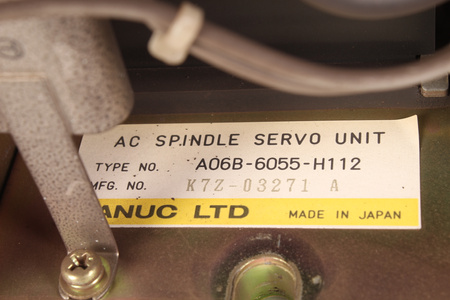 AC SPINDLE SERVO UNIT
TYPE NO. A06B-6055-H112
MFG. NO. K7Z-03271 A
ANUC LTD MADE IN JAPAN